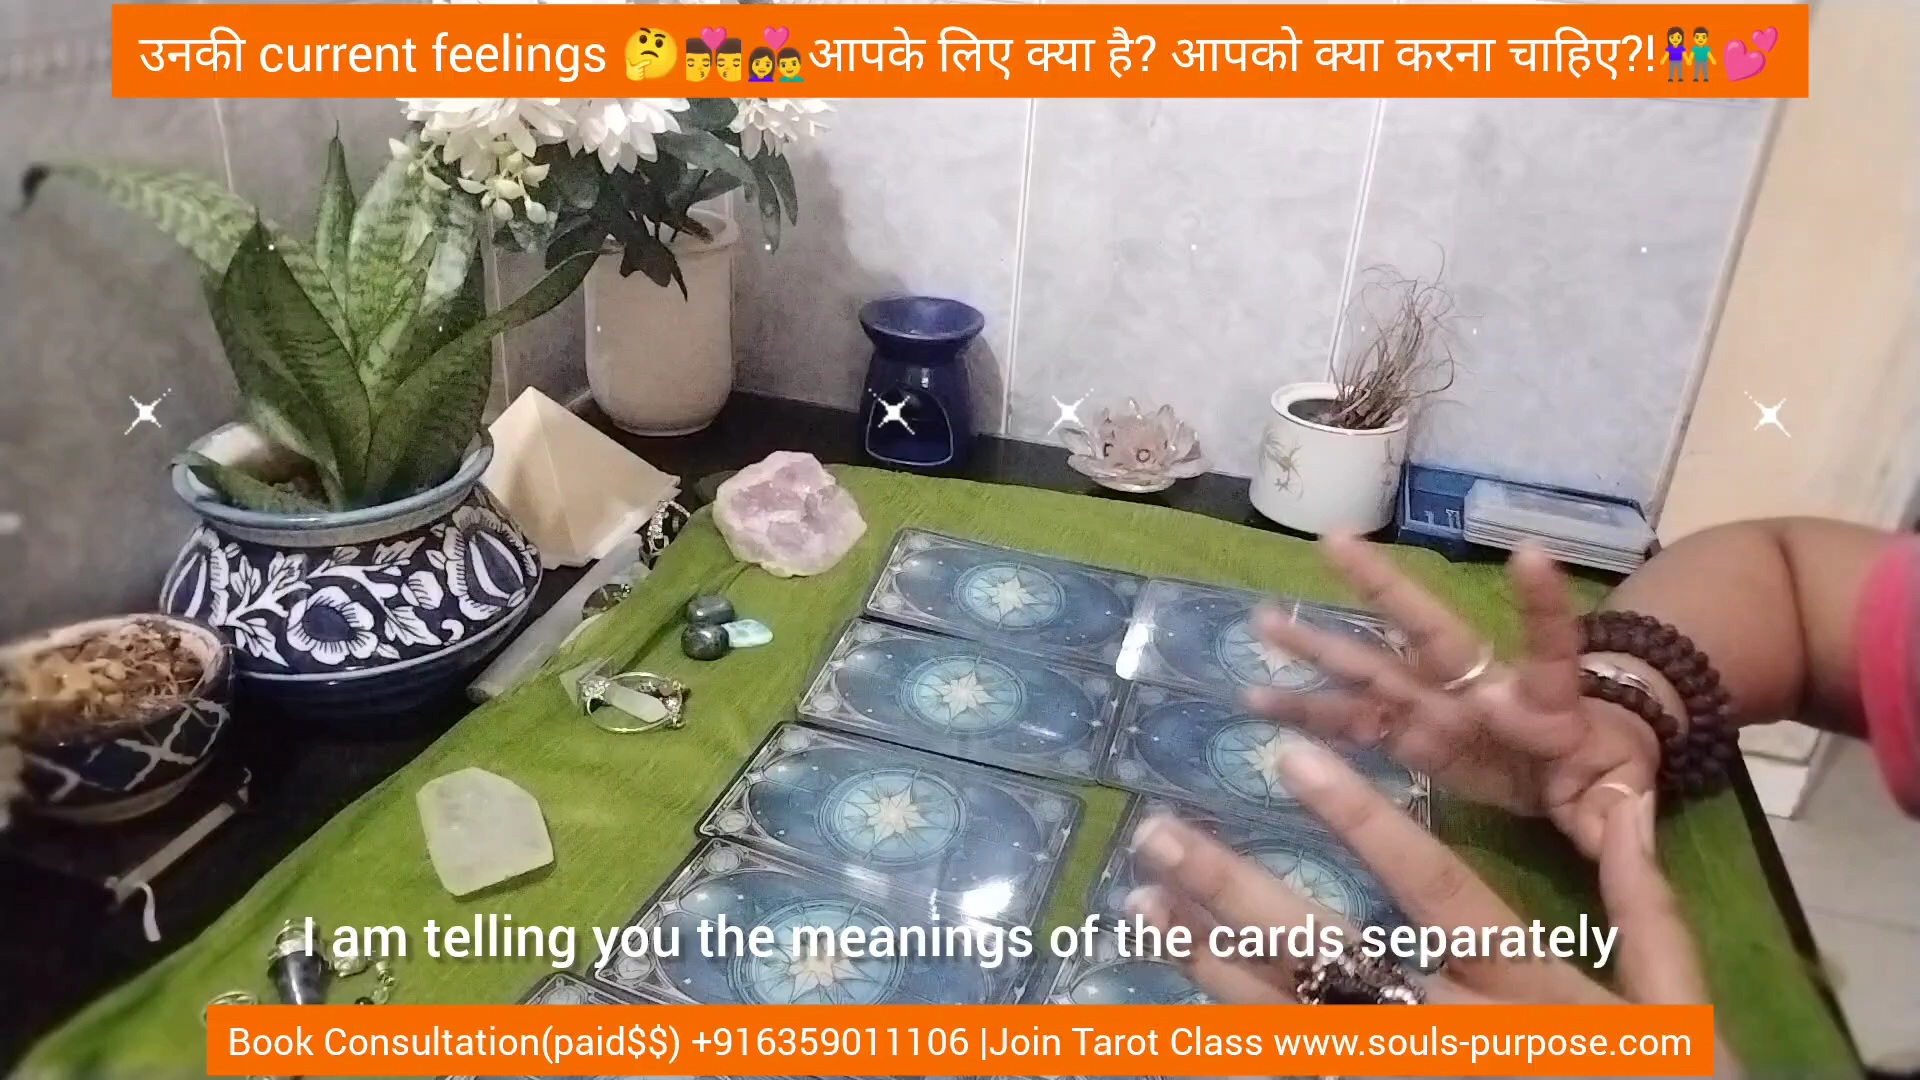 उनकी current feelings 🤔💏👩‍❤️‍👨आपके लिए क्या है? आपको क्या करना चाहिए?!👫💕
I am telling you the meanings of the cards separately
Book Consultation(paid$$) +916359011106 |Join Tarot Class www.souls-purpose.com